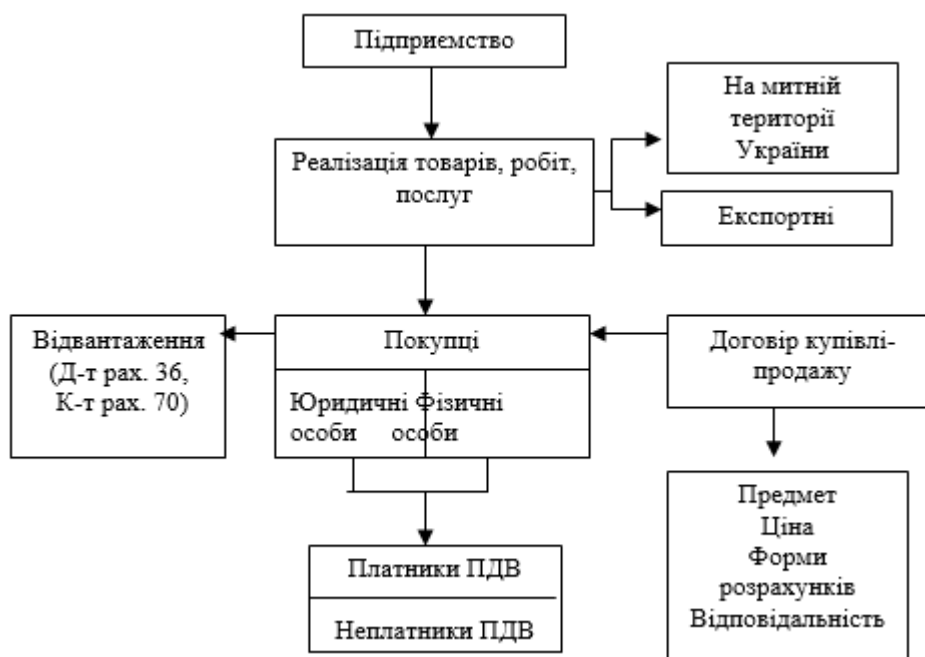 Підприємство
На митній
території
України
Реалізація товарів, робіт,
послуг
Експортні
Відвантаження
(Д-т рах. 36,
К-т рах. 70)
Покупці
Юридичні Фізичні
особи особи
Договір купівлі-
продажу
Предмет
Ціна
Форми
розрахунків
Відповідальність
Платники ПДВ
Неплатники ПДВ